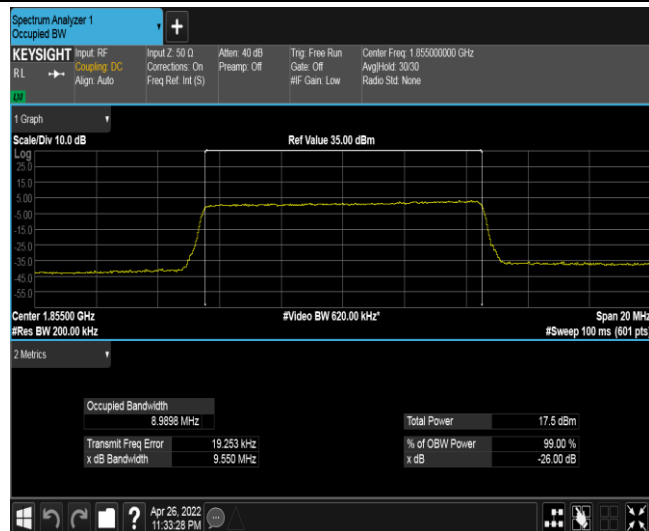 Spectrum Analyzer 1
Occupied BW
+
KEYSIGHT
RL
LXI
Input: RF
Coupling: DC
Align: Auto
Input Z: 50 Ω
Corrections: On
Freq Ref: Int (S)
Atten: 40 dB
Preamp: Off
Trig: Free Run
Gate: Off
#IF Gain: Low
Center Freq: 1.855000000 GHz
Avg|Hold: 30/30
Radio Std: None
1 Graph
Scale/Div 10.0 dB
Ref Value 35.00 dBm
Log
25.0
15.0
5.00
-5.00
-15.0
-25.0
-35.0
-45.0
-55.0
Center 1.85500 GHz
#Video BW 620.00 kHz*
Span 20 MHz
#Res BW 200.00 kHz
#Sweep 100 ms (601 pts)
2 Metrics
Occupied Bandwidth
8.9898 MHz
Total Power 17.5 dBm
Transmit Freq Error 19.253 kHz
% of OBW Power 99.00 %
x dB Bandwidth 9.550 MHz
x dB -26.00 dB
?
Apr 26, 2022
11:33:28 PM